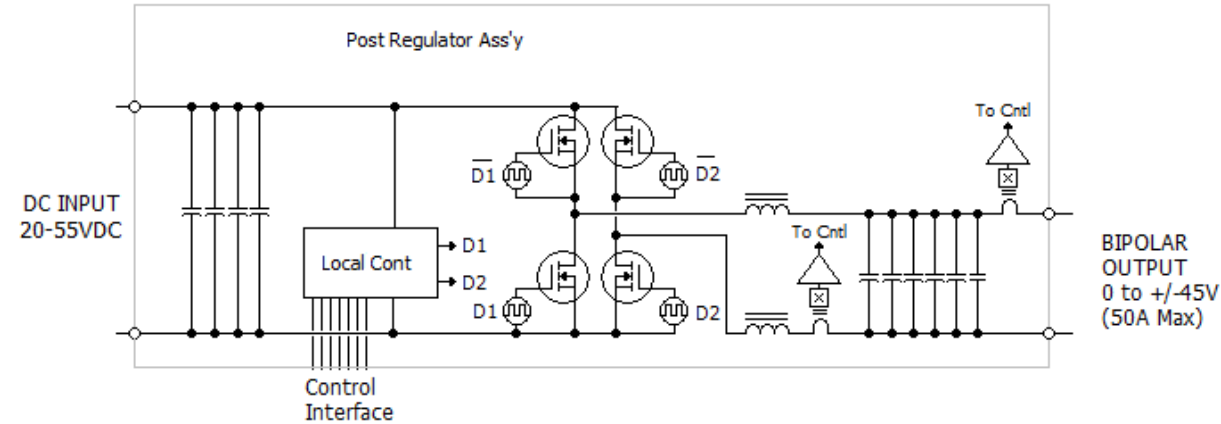 Post Regulator Ass'y
To Cntl
D1
D2
DC INPUT
20-55VDC
To Cntl
D1
Local Cont
D2
BIPOLAR
OUTPUT
0 to +/-45V
(50A Max)
D1
D2
Control
Interface